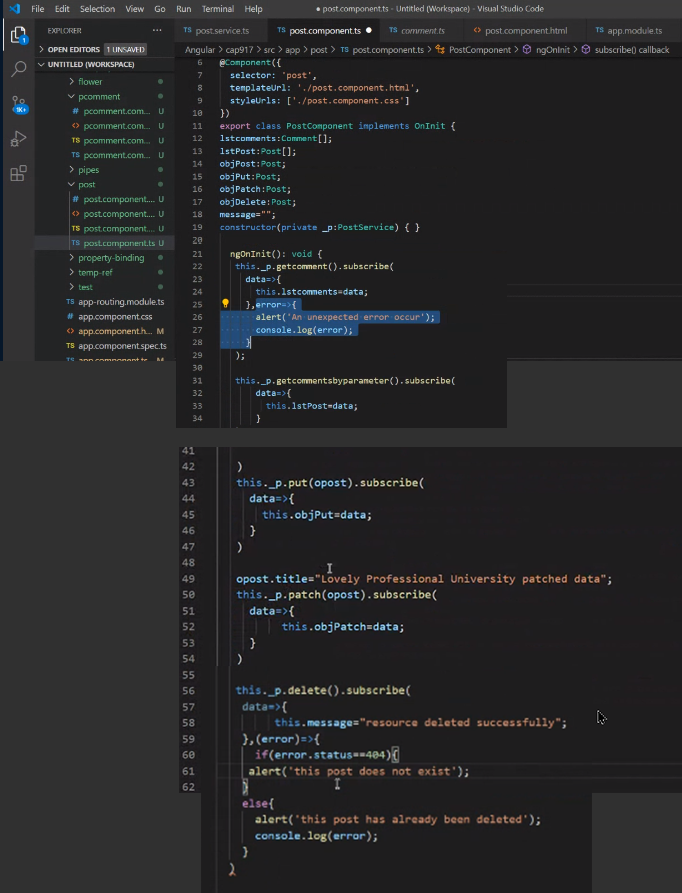 File Edit Selection View Go Run Terminal Help
● post.component.ts - Untitled (Workspace) - Visual Studio Code
EXPLORER
OPEN EDITORS 1 UNSAVED
UNTITLED (WORKSPACE)
flower
pcomment
# pcomment.com... U
<> pcomment.com... U
TS pcomment.com... U
TS pcomment.com... U
pipes
post
# post.component.... U
<> post.component.... U
TS post.component.... U
TS post.component.ts U
property-binding
temp-ref
test
TS app-routing.module.ts
# app.component.css
<> app.component.h... M
TS app.component.spec.ts
TS app.component.ts M
1
1K+
TS post.service.ts
TS post.component.ts ●
TS comment.ts
<> post.component.html
TS app.module.ts
Angular > cap917 > src > app > post > TS post.component.ts > PostComponent > ngOnInit > subscribe() callback
6 @Component({
7 selector: 'post',
8 templateUrl: './post.component.html',
9 styleUrls: ['./post.component.css']
10 })
11 export class PostComponent implements OnInit {
12 lstcomments:Comment[];
13 lstPost:Post[];
14 objPost:Post;
15 objPut:Post;
16 objPatch:Post;
17 objDelete:Post;
18 message="";
19 constructor(private _p:PostService) { }
20
21 ngOnInit(): void {
22 this._p.getcomment().subscribe(
23 data=>{
24 this.lstcomments=data;
25 },error=>{
26 alert('An unexpected error occur');
27 console.log(error);
28 }
29 );
30
31 this._p.getcommentsbyparameter().subscribe(
32 data=>{
33 this.lstPost=data;
34 }
41
42 )
43 this._p.put(opost).subscribe(
44 data=>{
45 this.objPut=data;
46 }
47 )
48
49 opost.title="Lovely Professional University patched data";
50 this._p.patch(opost).subscribe(
51 data=>{
52 this.objPatch=data;
53 }
54 )
55
56 this._p.delete().subscribe(
57 data=>{
58 this.message="resource deleted successfully";
59 },(error)=>{
60 if(error.status==404){
61 alert('this post does not exist');
62 }
else{
alert('this post has already been deleted');
console.log(error);
}
)